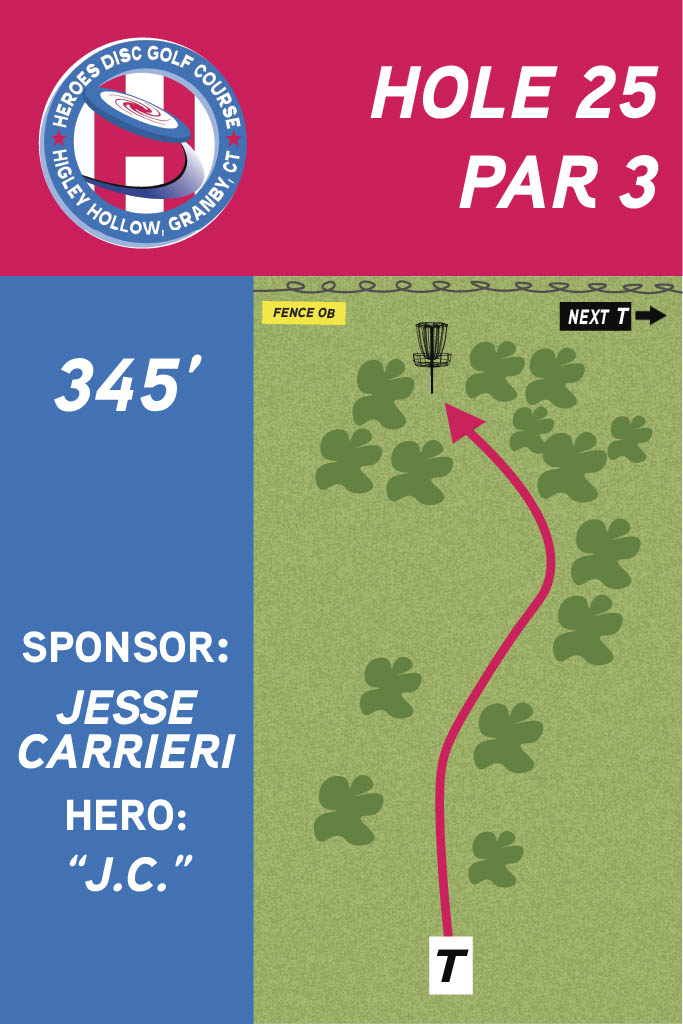 HEROES DISC GOLF COURSE
HIGLEY HOLLOW, GRANBY, CT
HOLE 25
PAR 3
345’
SPONSOR:
JESSE
CARRIERI
HERO:
“J.C.”
FENCE OB
NEXT T
T